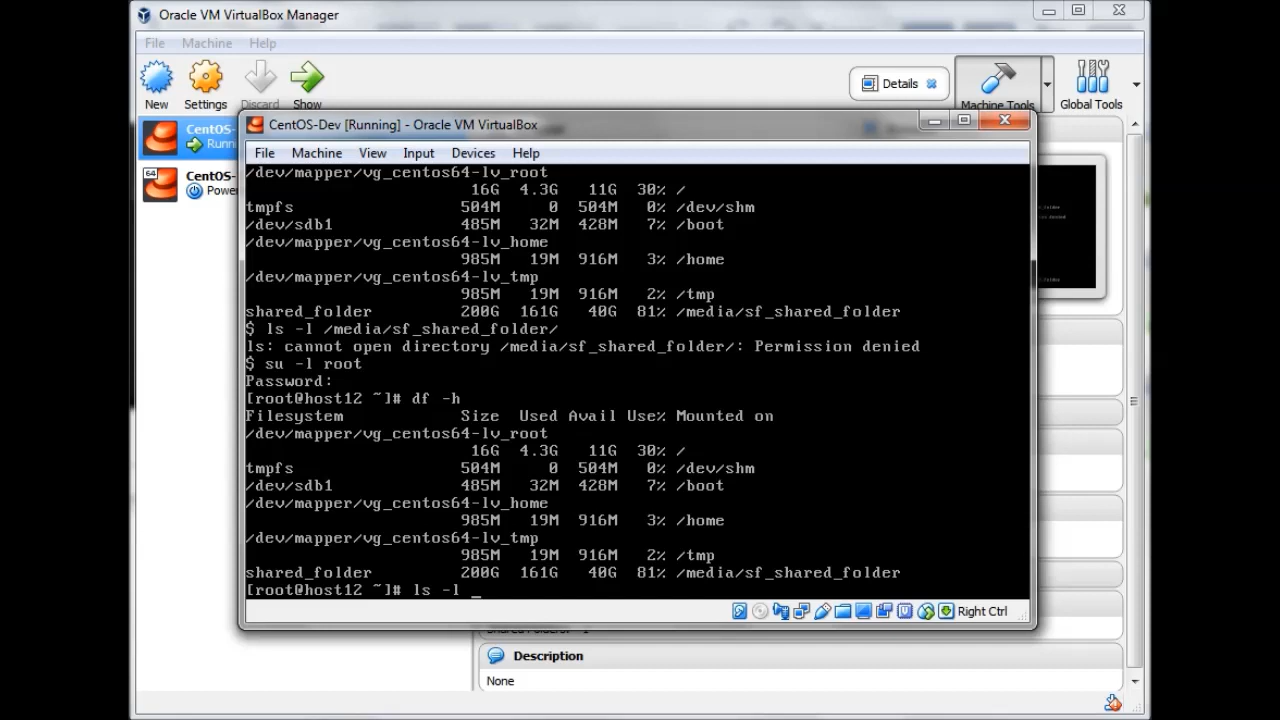 Oracle VM VirtualBox Manager
File Machine Help
New Settings Discard Show
Details
Machine Tools
Global Tools
CentOS-
Runn
64
CentOS-
Power
CentOS-Dev [Running] - Oracle VM VirtualBox
File Machine View Input Devices Help
/dev/mapper/vg_centos64-lv_root
16G 4.3G 11G 30% /
tmpfs 504M 0 504M 0% /dev/shm
/dev/sdb1 485M 32M 428M 7% /boot
/dev/mapper/vg_centos64-lv_home
985M 19M 916M 3% /home
/dev/mapper/vg_centos64-lv_tmp
985M 19M 916M 2% /tmp
shared_folder 200G 161G 40G 81% /media/sf_shared_folder
$ ls -l /media/sf_shared_folder/
ls: cannot open directory /media/sf_shared_folder/: Permission denied
$ su -l root
Password:
[root@host12 ~]# df -h
Filesystem Size Used Avail Use% Mounted on
/dev/mapper/vg_centos64-lv_root
16G 4.3G 11G 30% /
tmpfs 504M 0 504M 0% /dev/shm
/dev/sdb1 485M 32M 428M 7% /boot
/dev/mapper/vg_centos64-lv_home
985M 19M 916M 3% /home
/dev/mapper/vg_centos64-lv_tmp
985M 19M 916M 2% /tmp
shared_folder 200G 161G 40G 81% /media/sf_shared_folder
[root@host12 ~]# ls -l _
Right Ctrl
Description
None